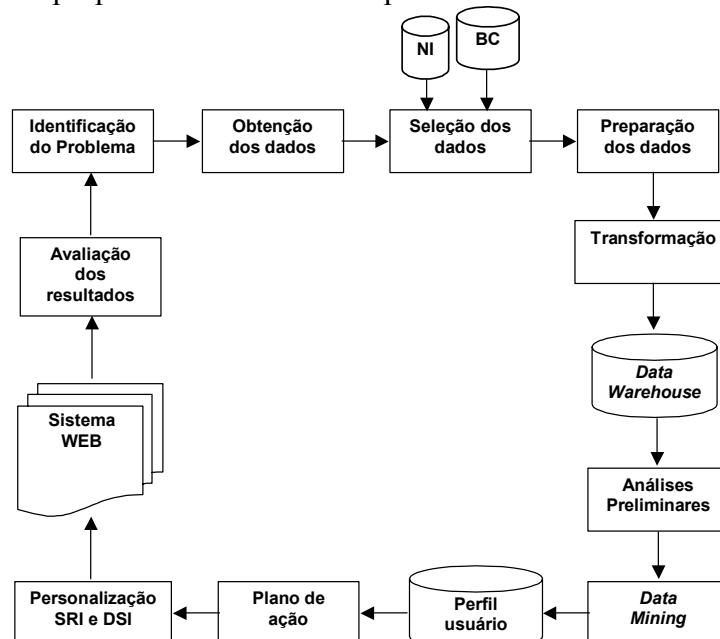 NI
BC
Identificação
do Problema
Obtenção
dos dados
Seleção dos
dados
Preparação
dos dados
Transformação
Avaliação
dos
resultados
Data
Warehouse
Sistema
WEB
Análises
Preliminares
Personalização
SRI e DSI
Plano de
ação
Perfil
usuário
Data
Mining